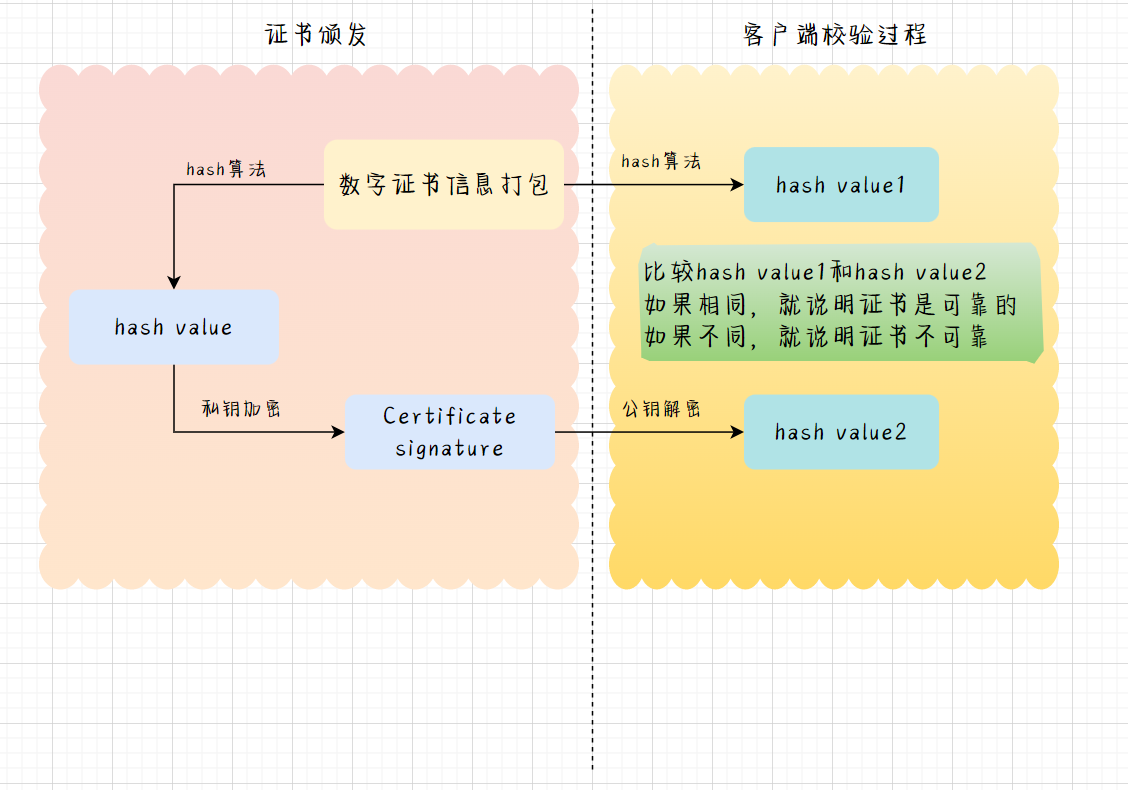 证书颁发
客户端校验过程
hash算法
数字证书信息打包
hash算法
hash value1
比较hash value1和hash value2
如果相同，就说明证书是可靠的
如果不同，就说明证书不可靠
hash value
私钥加密
Certificate
signature
公钥解密
hash value2